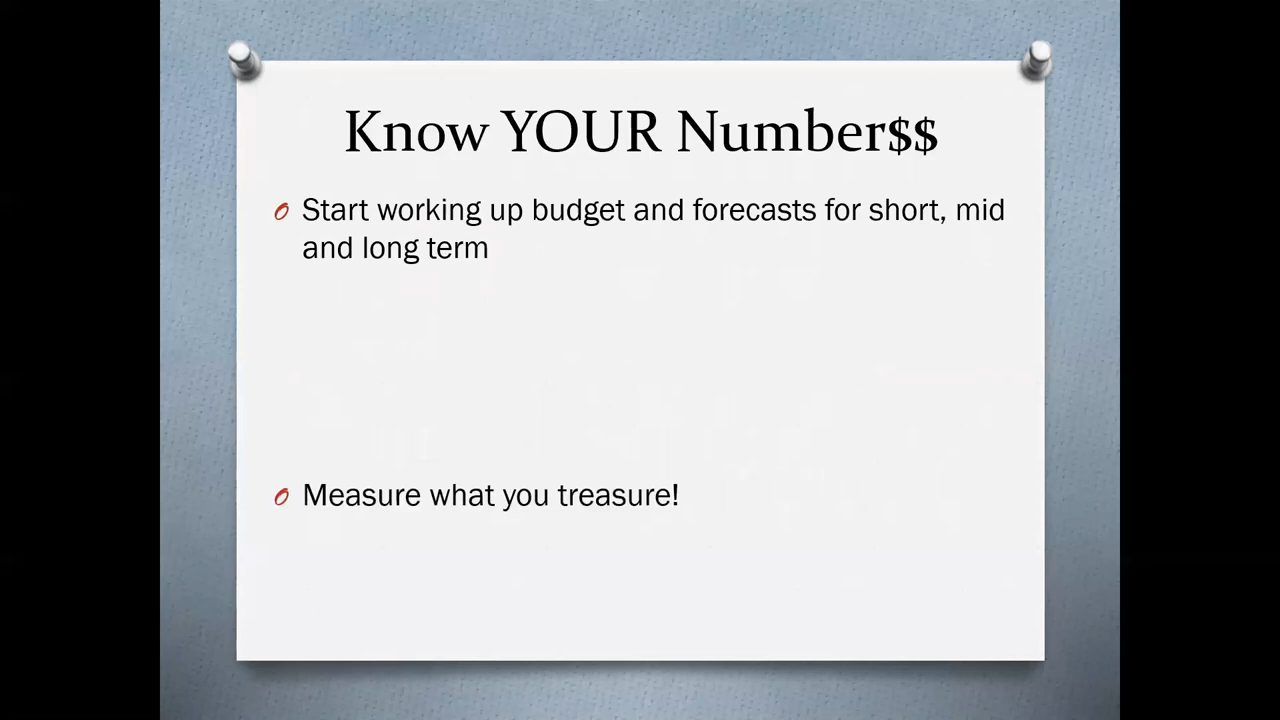 Know YOUR Number$$
Start working up budget and forecasts for short, mid
and long term
Measure what you treasure!